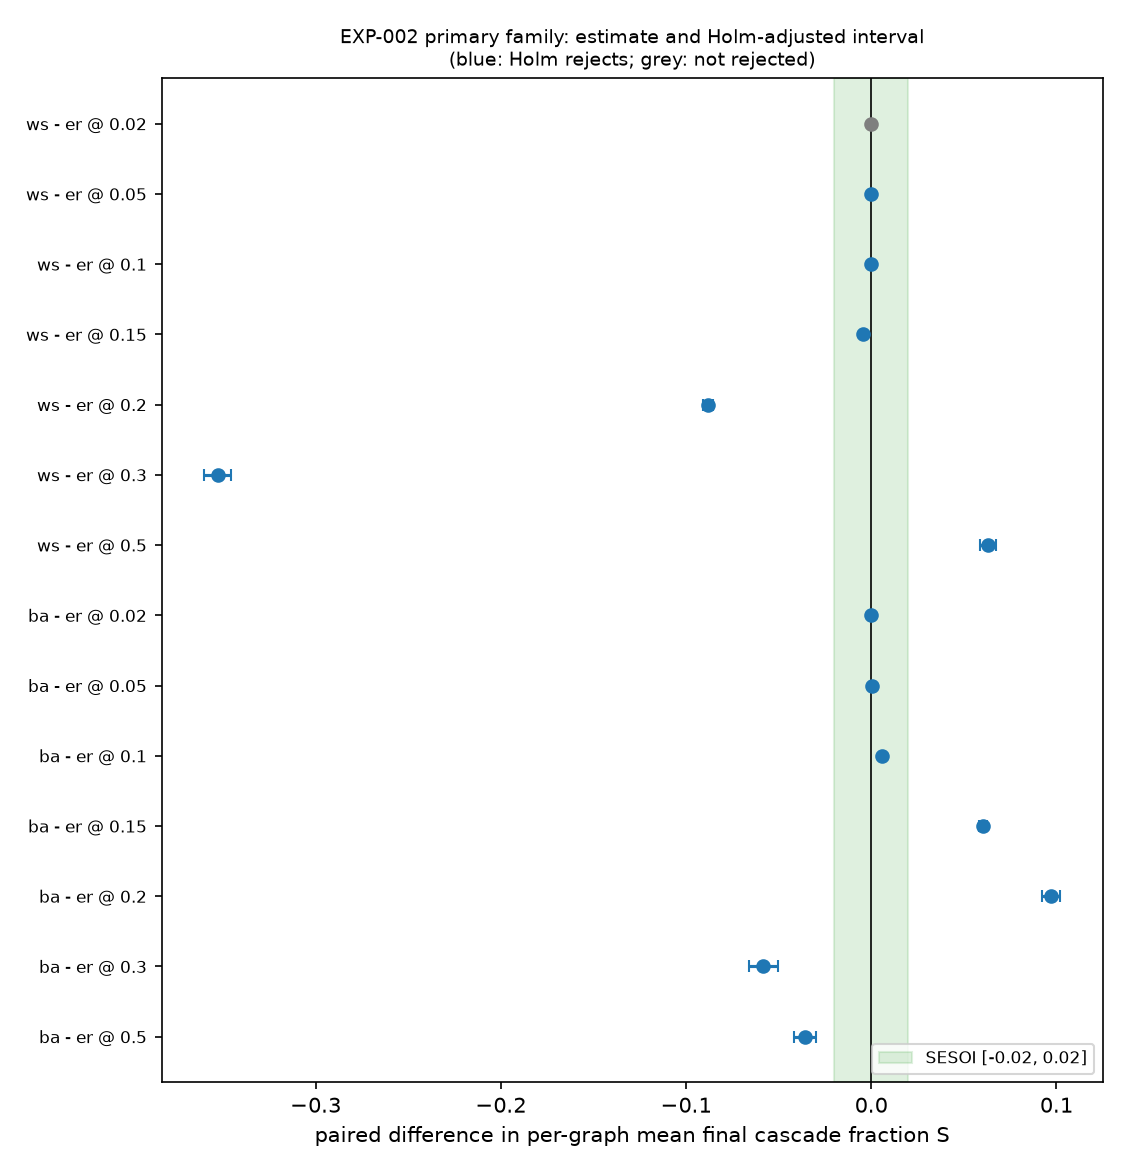 EXP-002 primary family: estimate and Holm-adjusted interval
(blue: Holm rejects; grey: not rejected)
ws - er @ 0.02
ws - er @ 0.05
ws - er @ 0.1
ws - er @ 0.15
ws - er @ 0.2
ws - er @ 0.3
ws - er @ 0.5
ba - er @ 0.02
ba - er @ 0.05
ba - er @ 0.1
ba - er @ 0.15
ba - er @ 0.2
ba - er @ 0.3
ba - er @ 0.5
SESOI [-0.02, 0.02]
−0.3 −0.2 −0.1 0.0 0.1
paired difference in per-graph mean final cascade fraction S